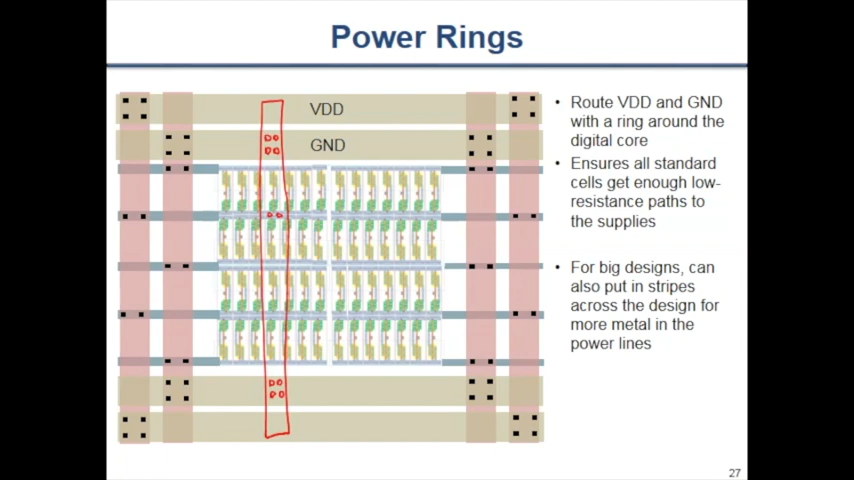 Power Rings
VDD
GND
• Route VDD and GND
with a ring around the
digital core
• Ensures all standard
cells get enough low-
resistance paths to
the supplies
• For big designs, can
also put in stripes
across the design for
more metal in the
power lines
27